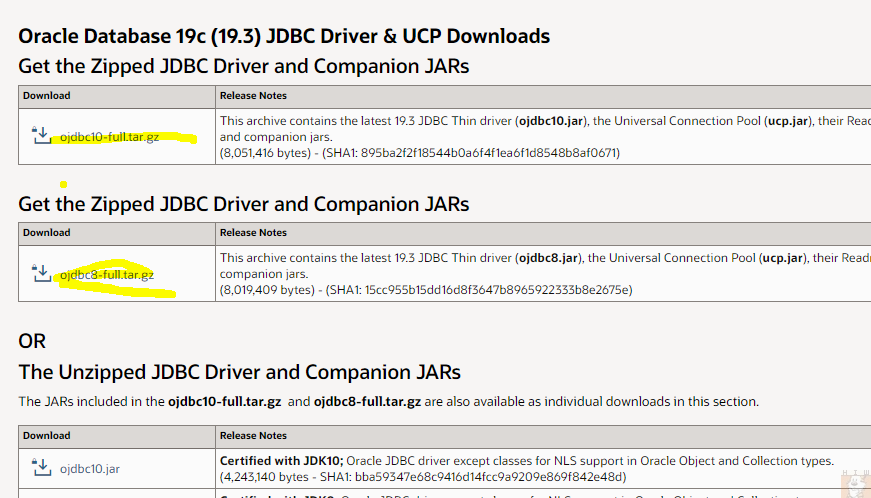 Oracle Database 19c (19.3) JDBC Driver & UCP Downloads
Get the Zipped JDBC Driver and Companion JARs
Download Release Notes
ojdbc10-full.tar.gz
This archive contains the latest 19.3 JDBC Thin driver (ojdbc10.jar), the Universal Connection Pool (ucp.jar), their Read
and companion jars.
(8,051,416 bytes) - (SHA1: 895ba2f2f18544b0a6f4f1ea6f1d8548b8af0671)
Get the Zipped JDBC Driver and Companion JARs
Download Release Notes
ojdbc8-full.tar.gz
This archive contains the latest 19.3 JDBC Thin driver (ojdbc8.jar), the Universal Connection Pool (ucp.jar), their Readm
companion jars.
(8,019,409 bytes) - (SHA1: 15cc955b15dd16d8f3647b8965922333b8e2675e)
OR
The Unzipped JDBC Driver and Companion JARs
The JARs included in the ojdbc10-full.tar.gz and ojdbc8-full.tar.gz are also available as individual downloads in this section.
Download Release Notes
ojdbc10.jar
Certified with JDK10; Oracle JDBC driver except classes for NLS support in Oracle Object and Collection types.
(4,243,140 bytes) - SHA1: bba59347e68c9416d14fcc9a9209e869f842e48d)